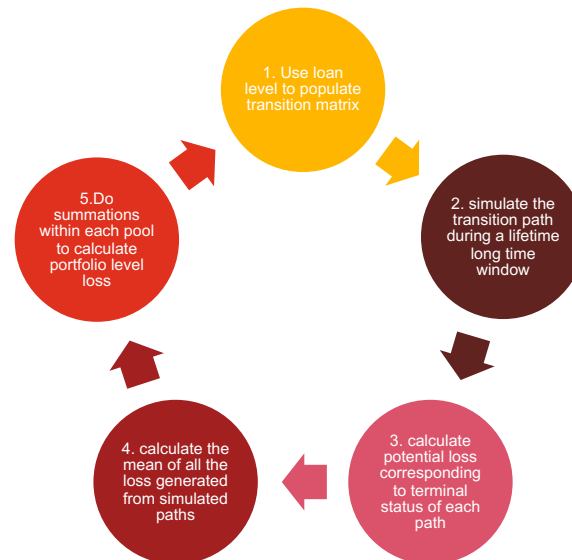 1. Use loan
level to populate
transition matrix
2. simulate the
transition path
during a lifetime
long time
window
3. calculate
potential loss
corresponding
to terminal
status of each
path
4. calculate the
mean of all the
loss generated
from simulated
paths
5.Do
summations
within each pool
to calculate
portfolio level
loss